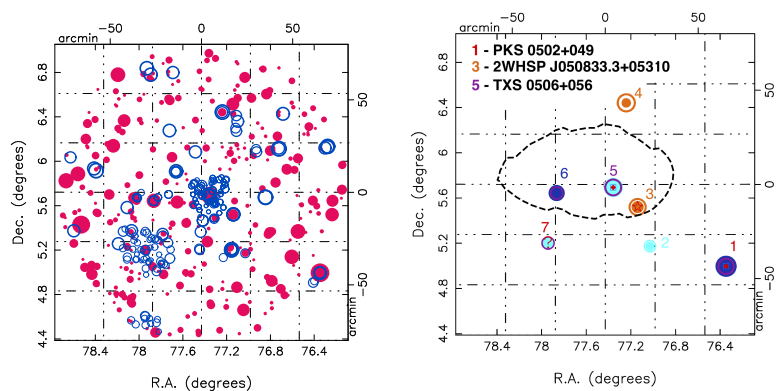 −50 0 50
arcmin
6.8
6.4
6
5.6
5.2
4.8
4.4
50
0
−50
arcmin
Dec. (degrees)
78.4 78 77.6 77.2 76.8 76.4
R.A. (degrees)
−50 0 50
arcmin
1 - PKS 0502+049
3 - 2WHSP J050833.3+05310
5 - TXS 0506+056
4
5
6
3
7
2
1
6.8
6.4
6
5.6
5.2
4.8
4.4
50
0
−50
arcmin
Dec. (degrees)
78.4 78 77.6 77.2 76.8 76.4
R.A. (degrees)